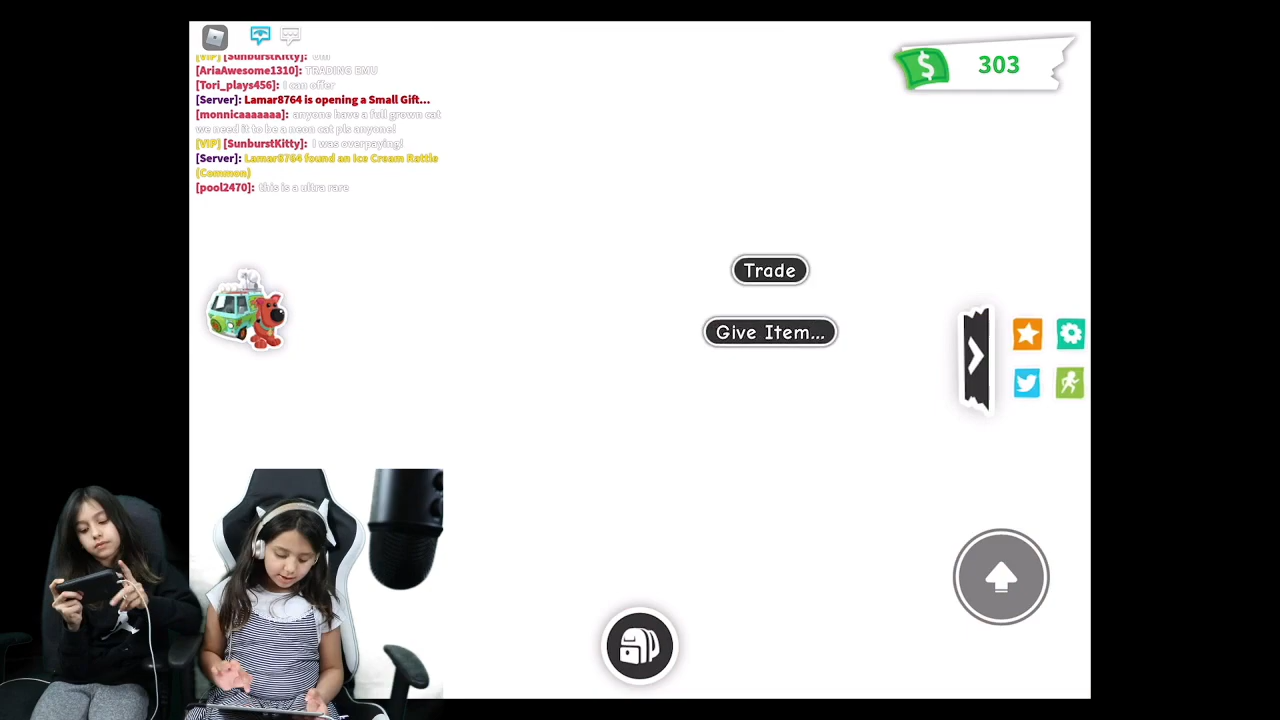 [VIP] [SunburstKitty]: Om
[AriaAwesome1310]: TRADING EMU
[Tori_plays456]: I can offer
[Server]: Lamar8764 is opening a Small Gift...
[monnicaaaaaaa]: anyone have a full grown cat
we need it to be a neon cat pls anyone!
[VIP] [SunburstKitty]: I was overpaying!
[Server]: Lamar8764 found an Ice Cream Rattle
(Common)
[pool2470]: this is a ultra rare
303
Trade
Give Item...